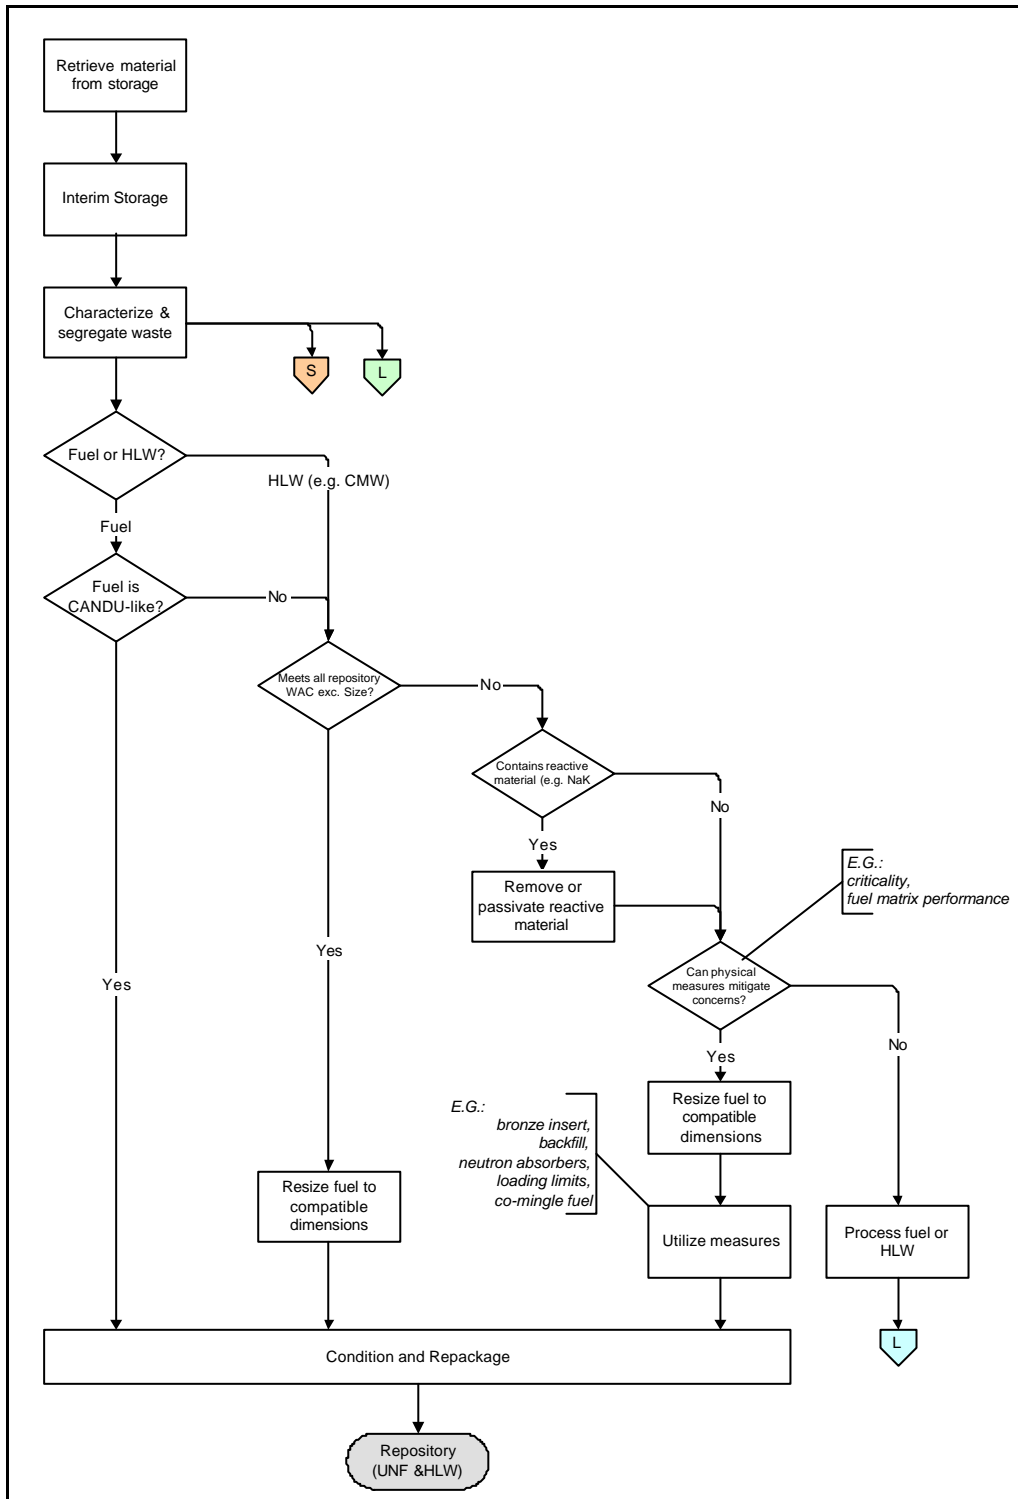 Retrieve material
from storage
Interim Storage
Characterize &
segregate waste
S
L
Fuel or HLW?
HLW (e.g. CMW)
Fuel
Fuel is
CANDU-like?
No
Meets all repository
WAC exc. Size?
No
Contains reactive
material (e.g. NaK
No
Yes
Remove or
passivate reactive
material
E.G.:
criticality,
fuel matrix performance
Yes
Yes
Can physical
measures mitigate
concerns?
No
Yes
Resize fuel to
compatible
dimensions
E.G.:
bronze insert,
backfill,
neutron absorbers,
loading limits,
co-mingle fuel
Resize fuel to
compatible
dimensions
Utilize measures
Process fuel or
HLW
Condition and Repackage
L
Repository
(UNF &HLW)